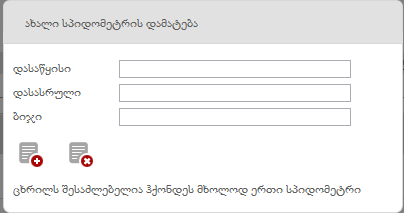 ახალი სპიდომეტრის დამატება
დასაწყისი
დასასრული
ბიჯი
ცხრილს შესაძლებელია ჰქონდეს მხოლოდ ერთი სპიდომეტრი